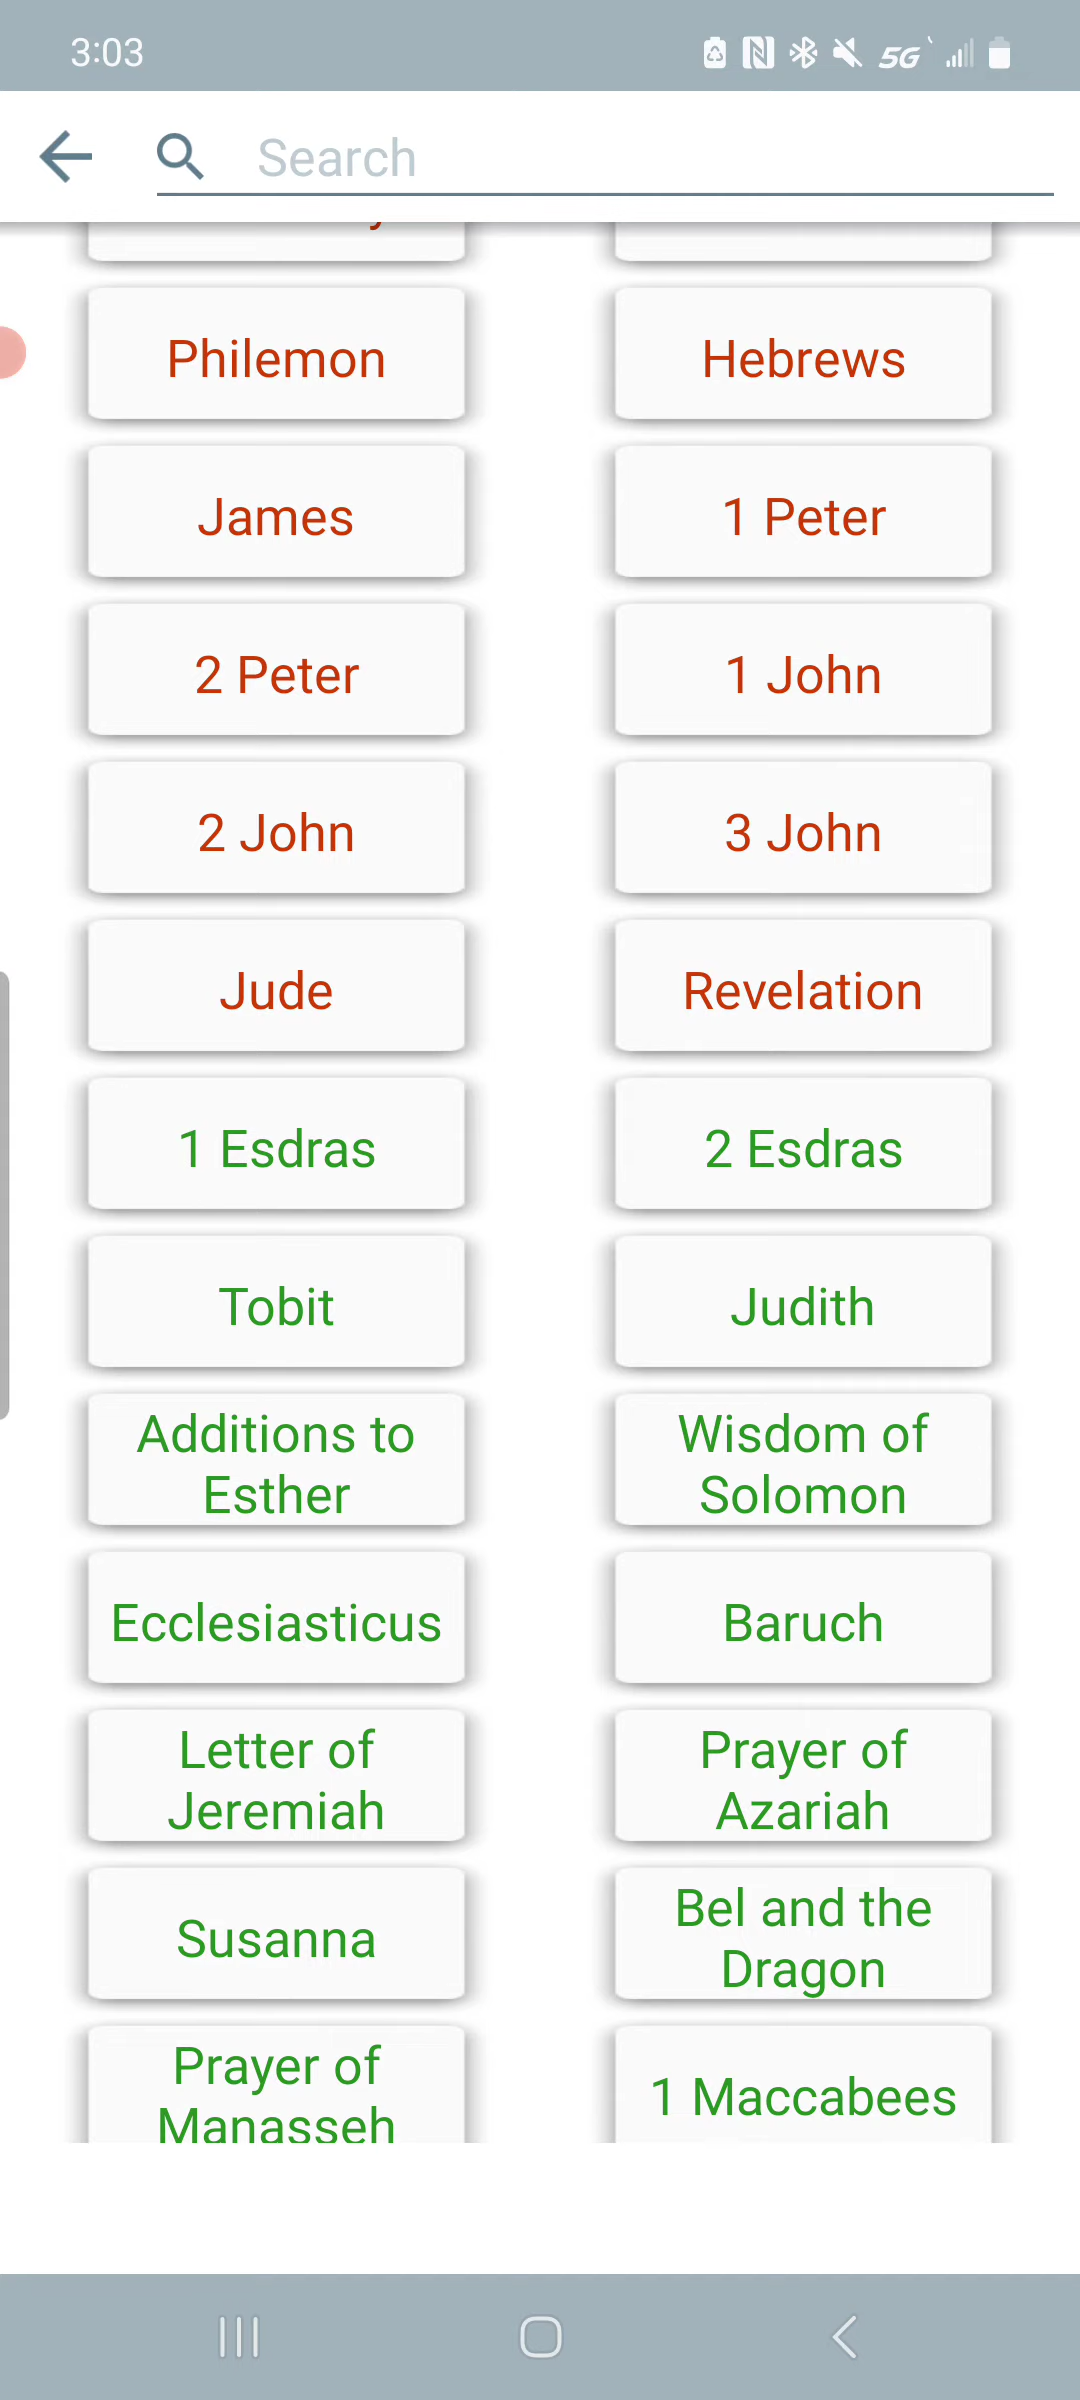 3:03
5G
Search
Philemon
Hebrews
James
1 Peter
2 Peter
1 John
2 John
3 John
Jude
Revelation
1 Esdras
2 Esdras
Tobit
Judith
Additions to
Esther
Wisdom of
Solomon
Ecclesiasticus
Baruch
Letter of
Jeremiah
Prayer of
Azariah
Susanna
Bel and the
Dragon
Prayer of
Manasseh
1 Maccabees